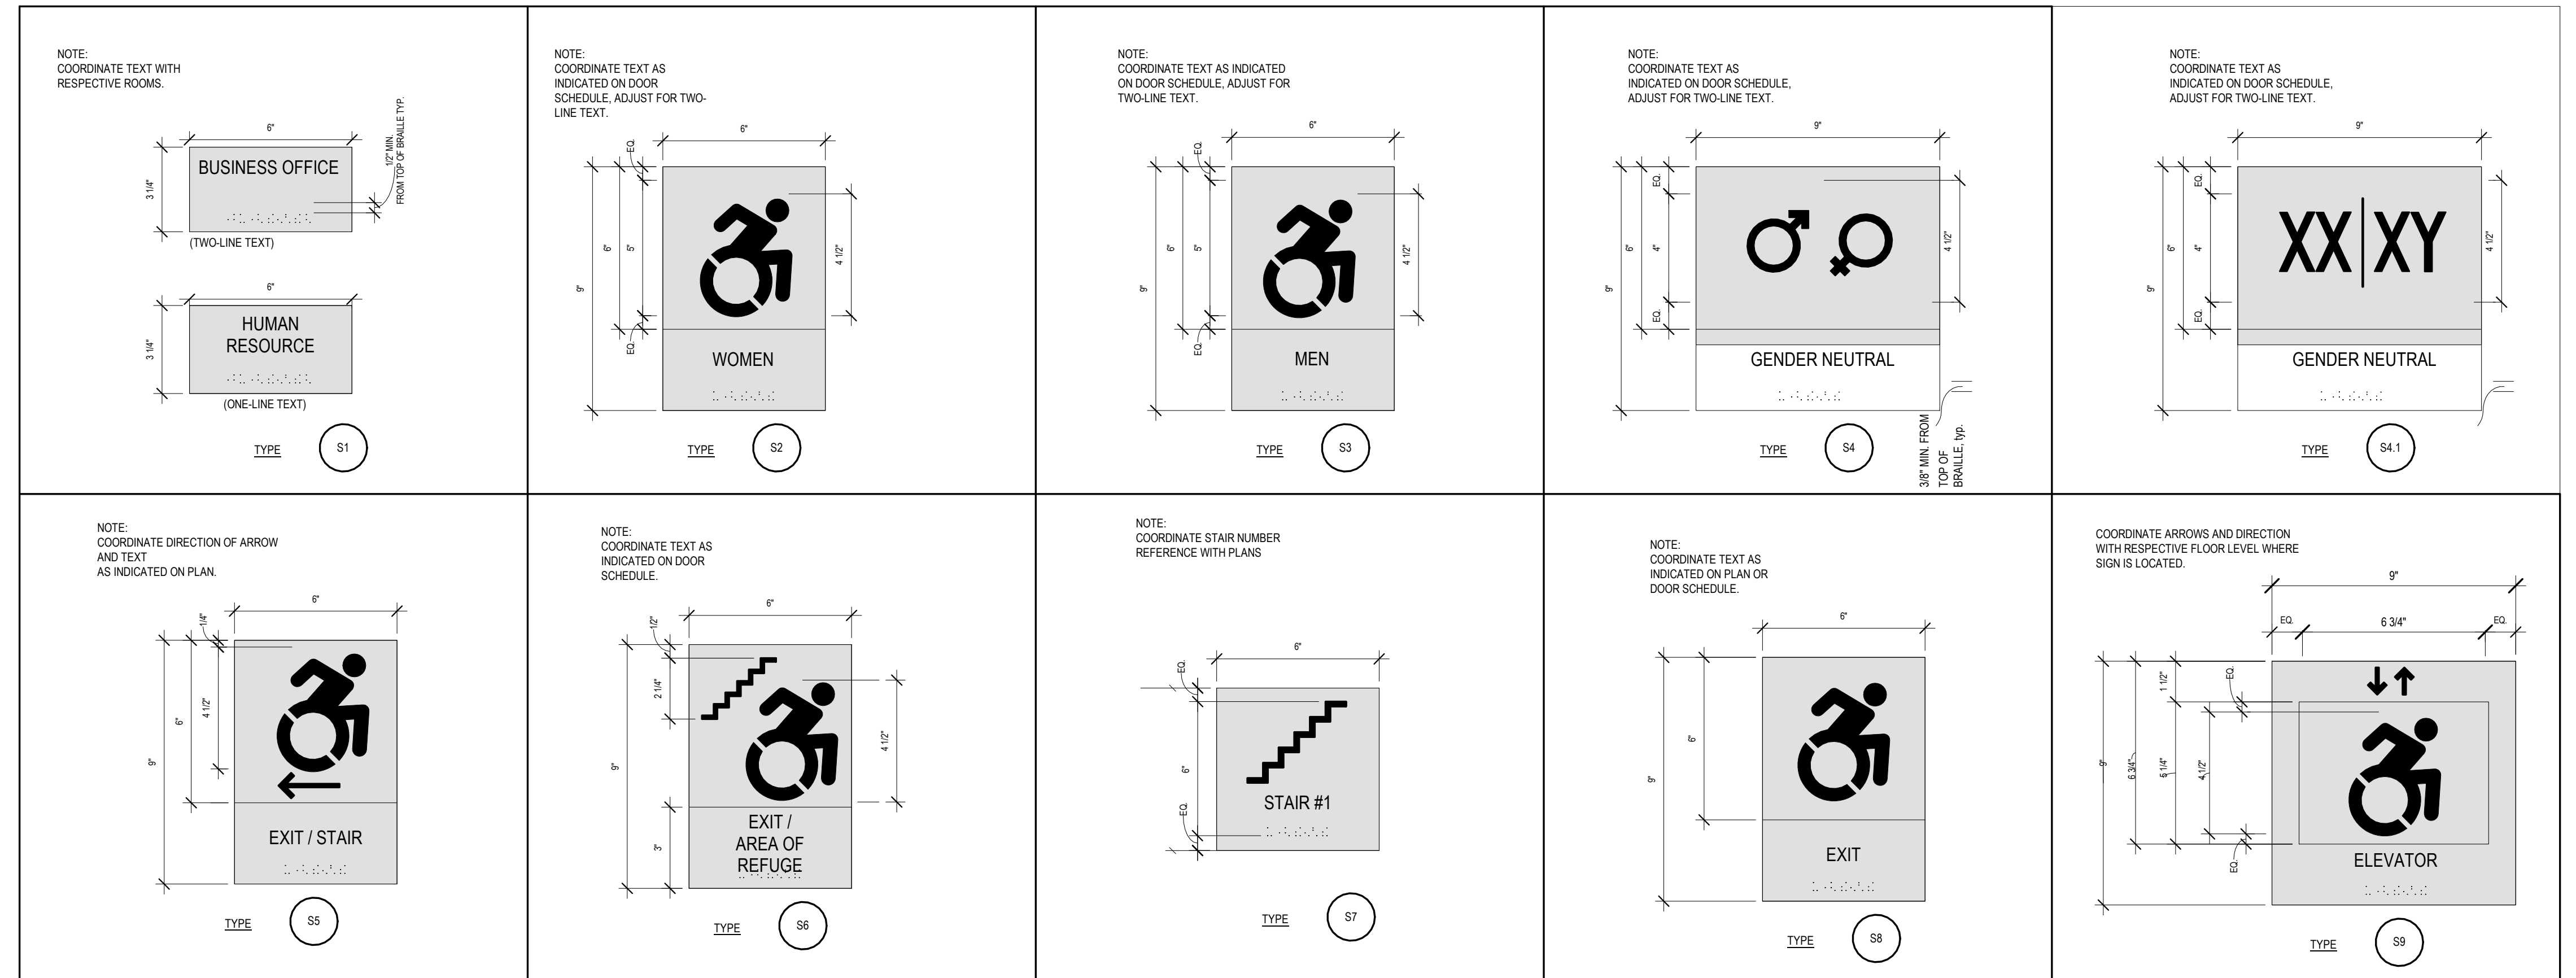 NOTE:
COORDINATE TEXT WITH
RESPECTIVE ROOMS.
6"
3 1/4"
1/2" MIN.
FROM TOP OF BRAILLE TYP.
BUSINESS OFFICE
(TWO-LINE TEXT)
6"
3 1/4"
HUMAN
RESOURCE
(ONE-LINE TEXT)
TYPE
S1
NOTE:
COORDINATE TEXT AS
INDICATED ON DOOR
SCHEDULE, ADJUST FOR TWO-
LINE TEXT.
6"
EQ.
9"
6"
5"
4 1/2"
EQ.
WOMEN
TYPE
S2
NOTE:
COORDINATE TEXT AS INDICATED
ON DOOR SCHEDULE, ADJUST FOR
TWO-LINE TEXT.
6"
EQ.
9"
6"
5"
4 1/2"
EQ.
MEN
TYPE
S3
NOTE:
COORDINATE TEXT AS
INDICATED ON DOOR SCHEDULE,
ADJUST FOR TWO-LINE TEXT.
9"
EQ.
9"
6"
4"
4 1/2"
EQ.
GENDER NEUTRAL
3/8" MIN. FROM
TOP OF
BRAILLE, typ.
TYPE
S4
NOTE:
COORDINATE TEXT AS
INDICATED ON DOOR SCHEDULE,
ADJUST FOR TWO-LINE TEXT.
9"
EQ.
9"
6"
4"
4 1/2"
EQ.
XX|XY
GENDER NEUTRAL
TYPE
S4.1
NOTE:
COORDINATE DIRECTION OF ARROW
AND TEXT
AS INDICATED ON PLAN.
6"
1/4"
9"
6"
4 1/2"
EXIT / STAIR
TYPE
S5
NOTE:
COORDINATE TEXT AS
INDICATED ON DOOR
SCHEDULE.
6"
1/2"
2 1/4"
9"
4 1/2"
3"
EXIT /
AREA OF
REFUGE
TYPE
S6
NOTE:
COORDINATE STAIR NUMBER
REFERENCE WITH PLANS
6"
EQ.
6"
EQ.
STAIR #1
TYPE
S7
NOTE:
COORDINATE TEXT AS
INDICATED ON PLAN OR
DOOR SCHEDULE.
6"
9"
6"
EXIT
TYPE
S8
COORDINATE ARROWS AND DIRECTION
WITH RESPECTIVE FLOOR LEVEL WHERE
SIGN IS LOCATED.
9"
EQ.
6 3/4"
EQ.
1 1/2"
EQ.
9"
6 3/4"
5 1/4"
4 1/2"
EQ.
ELEVATOR
TYPE
S9